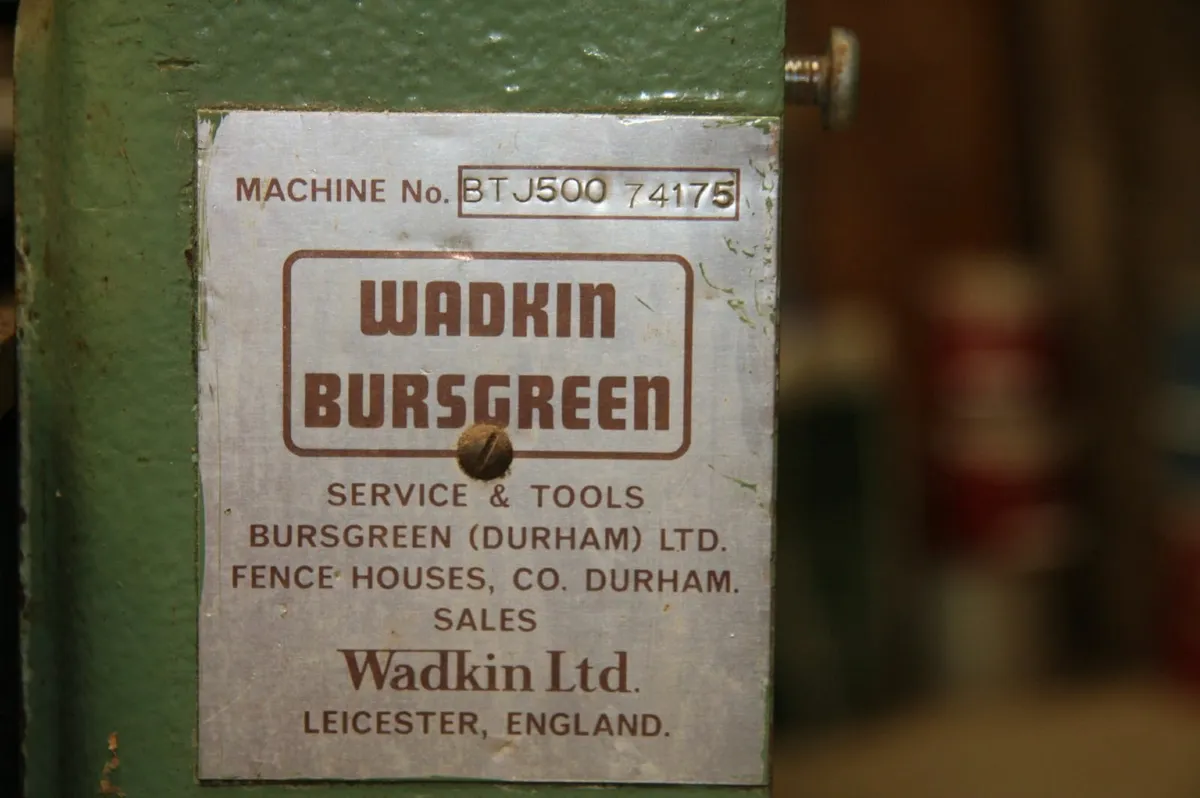 MACHINE No. BTJ500 74175
WADKIN
BURSGREEN
SERVICE & TOOLS
BURSGREEN (DURHAM) LTD.
FENCE HOUSES, CO. DURHAM.
SALES
Wadkin Ltd.
LEICESTER, ENGLAND.